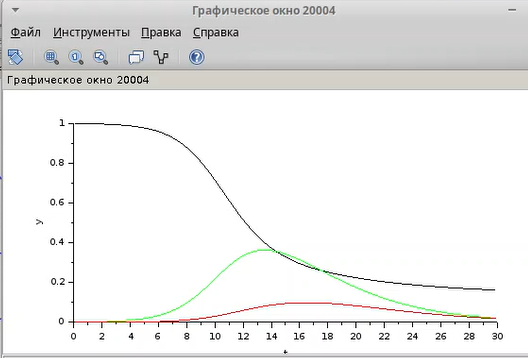 Графическое окно 20004
Файл Инструменты Правка Справка
Графическое окно 20004
1
0.8
0.6
0.4
0.2
0
y
0 2 4 6 8 10 12 14 16 18 20 22 24 26 28 30
t